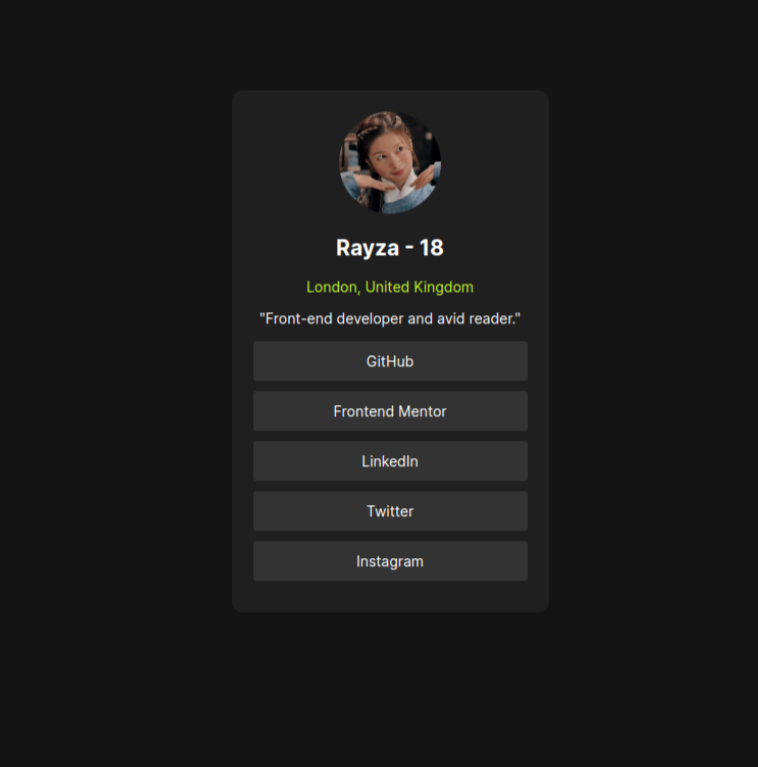 Rayza - 18
London, United Kingdom
"Front-end developer and avid reader."
GitHub
Frontend Mentor
LinkedIn
Twitter
Instagram